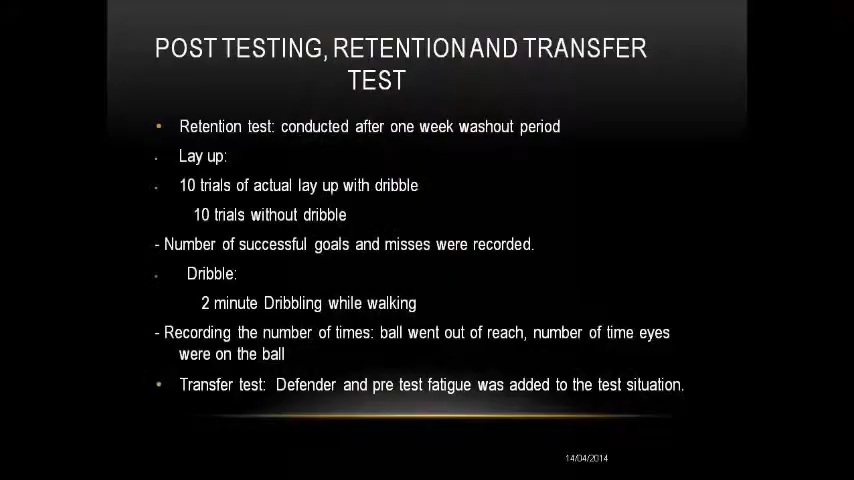 POST TESTING, RETENTION AND TRANSFER
TEST
• Retention test: conducted after one week washout period
• Lay up:
• 10 trials of actual lay up with dribble
10 trials without dribble
- Number of successful goals and misses were recorded.
• Dribble:
2 minute Dribbling while walking
- Recording the number of times: ball went out of reach, number of time eyes
were on the ball
• Transfer test: Defender and pre test fatigue was added to the test situation.
14/04/2014